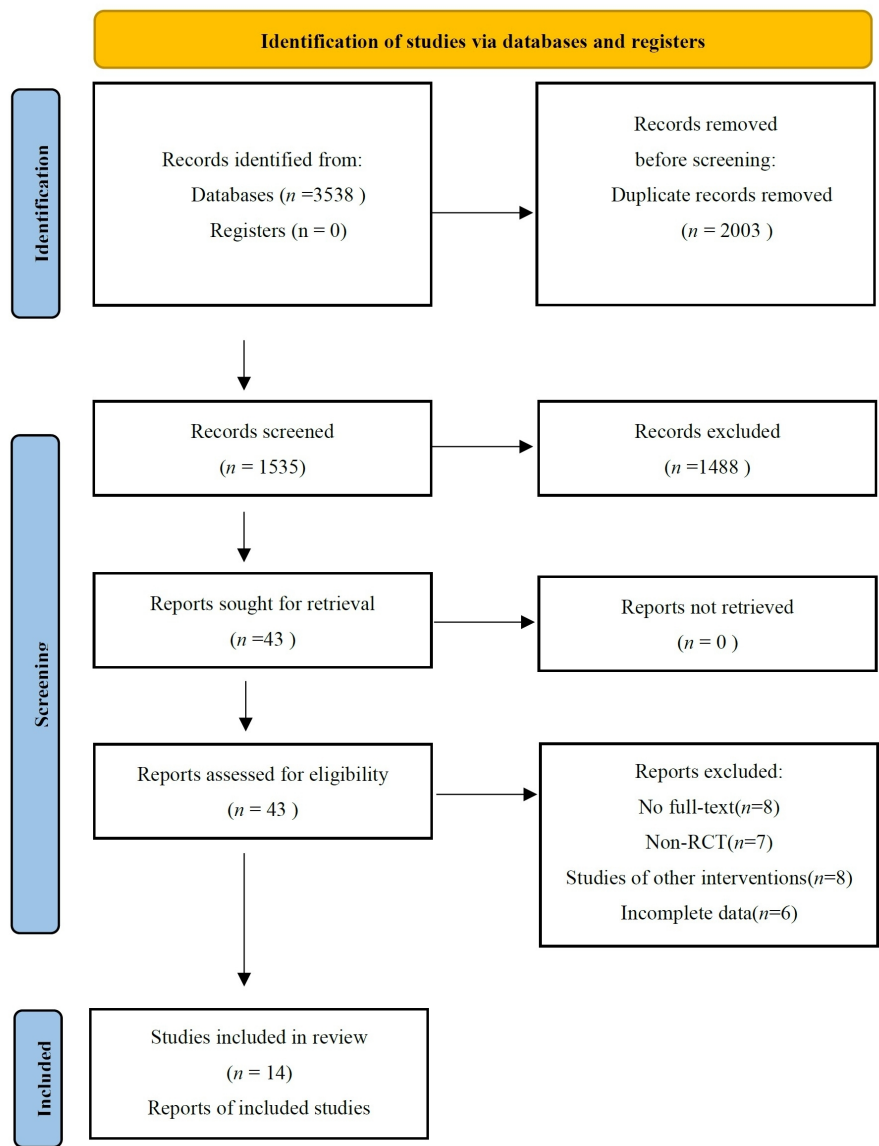 Identification of studies via databases and registers
Identification
Records identified from:
Databases (n =3538 )
Registers (n = 0)
Records removed
before screening:
Duplicate records removed
(n = 2003 )
Screening
Records screened
(n = 1535)
Records excluded
(n =1488 )
Reports sought for retrieval
(n =43 )
Reports not retrieved
(n = 0 )
Reports assessed for eligibility
(n = 43 )
Reports excluded:
No full-text(n=8)
Non-RCT(n=7)
Studies of other interventions(n=8)
Incomplete data(n=6)
Included
Studies included in review
(n = 14)
Reports of included studies